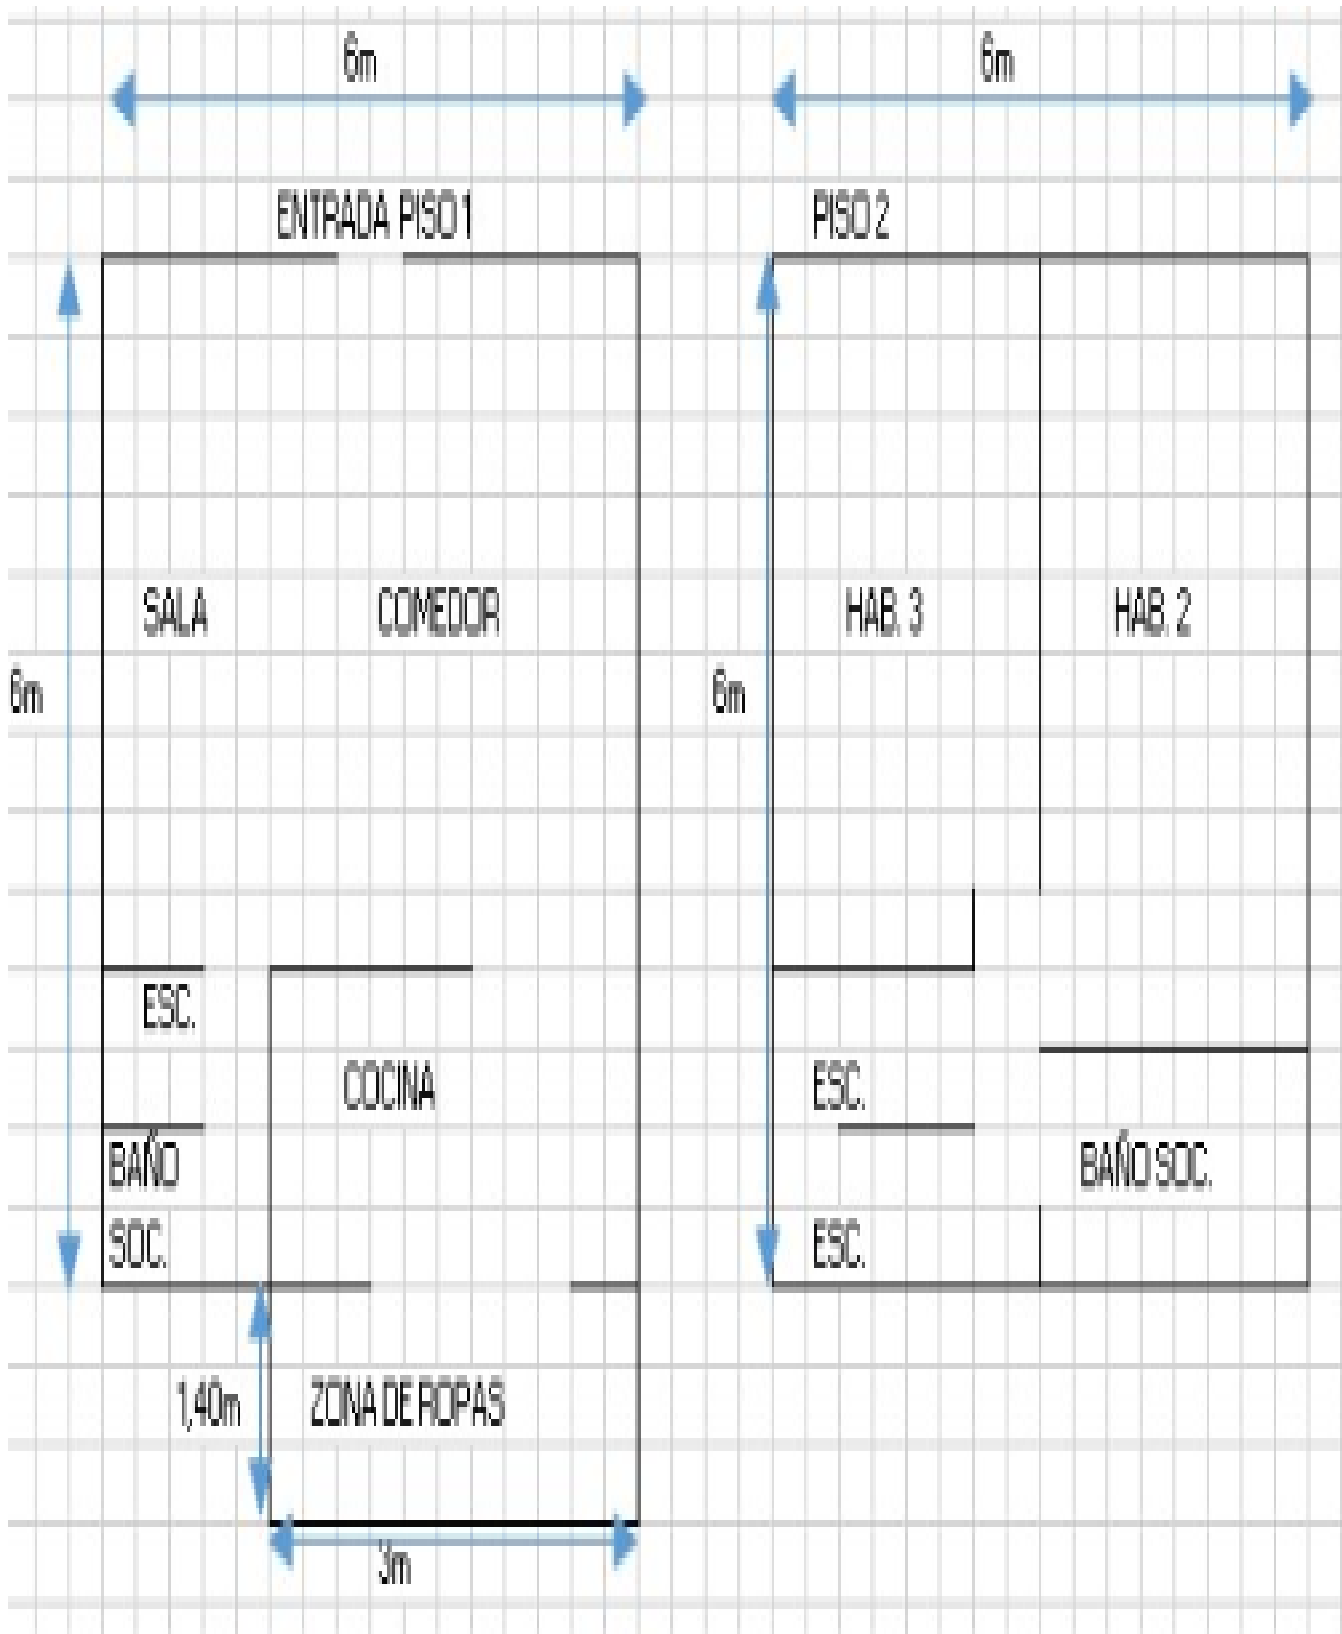 6m
6m
ENTRADA PISO 1
PISO 2
SALA
COMEDOR
HAB. 3
HAB. 2
6m
6m
ESC.
COCINA
ESC.
BAÑO
SOC.
BAÑO SOC.
ESC.
1,40m
ZONA DE ROPAS
3m